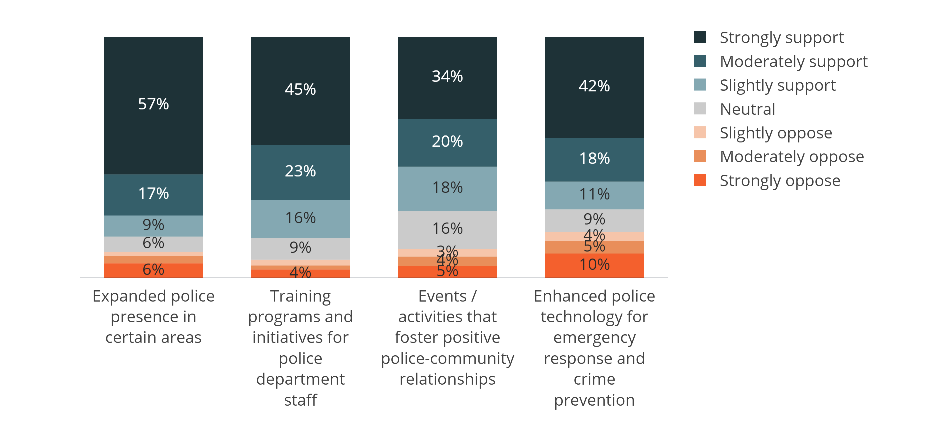 57%
17%
9%
6%
6%
45%
23%
16%
9%
4%
34%
20%
18%
16%
3%
4%
5%
42%
18%
11%
9%
4%
5%
10%
Expanded police
presence in
certain areas
Training
programs and
initiatives for
police
department
staff
Events /
activities that
foster positive
police-community
relationships
Enhanced police
technology for
emergency
response and
crime
prevention
Strongly support
Moderately support
Slightly support
Neutral
Slightly oppose
Moderately oppose
Strongly oppose